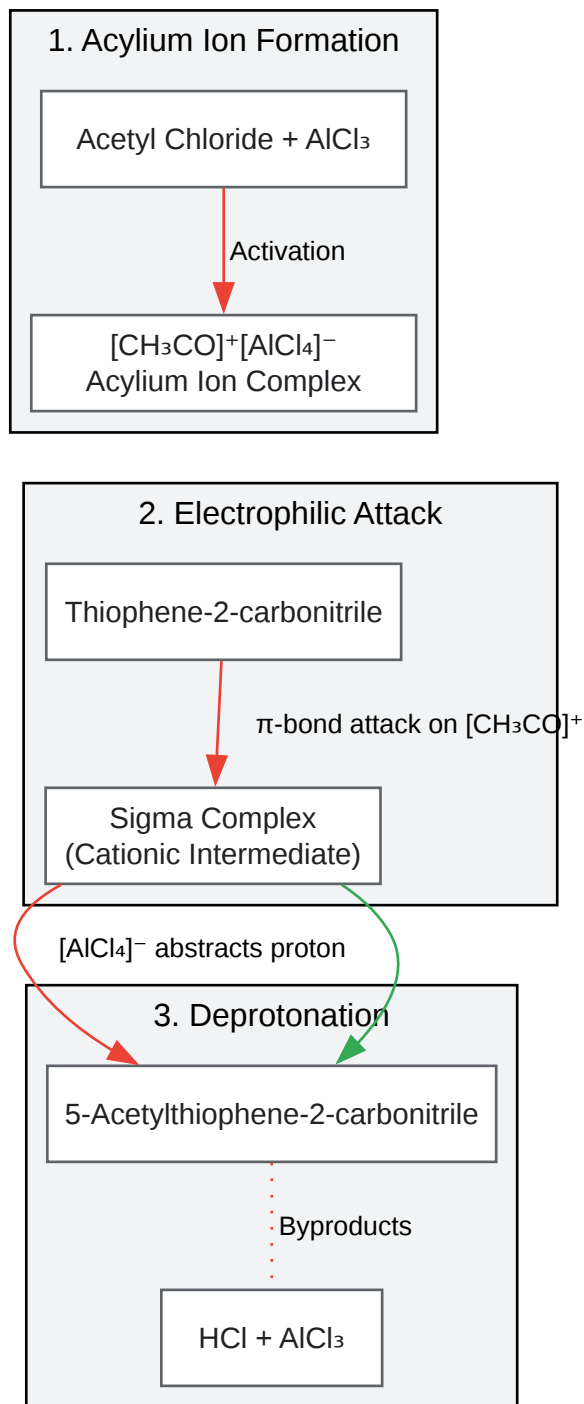 1. Acylium Ion Formation
Acetyl Chloride + AlCl₃
Activation
[CH₃CO]⁺[AlCl₄]⁻
Acylium Ion Complex
2. Electrophilic Attack
Thiophene-2-carbonitrile
π-bond attack on [CH₃CO]⁺
Sigma Complex
(Cationic Intermediate)
[AlCl₄]⁻ abstracts proton
3. Deprotonation
5-Acetylthiophene-2-carbonitrile
Byproducts
HCl + AlCl₃